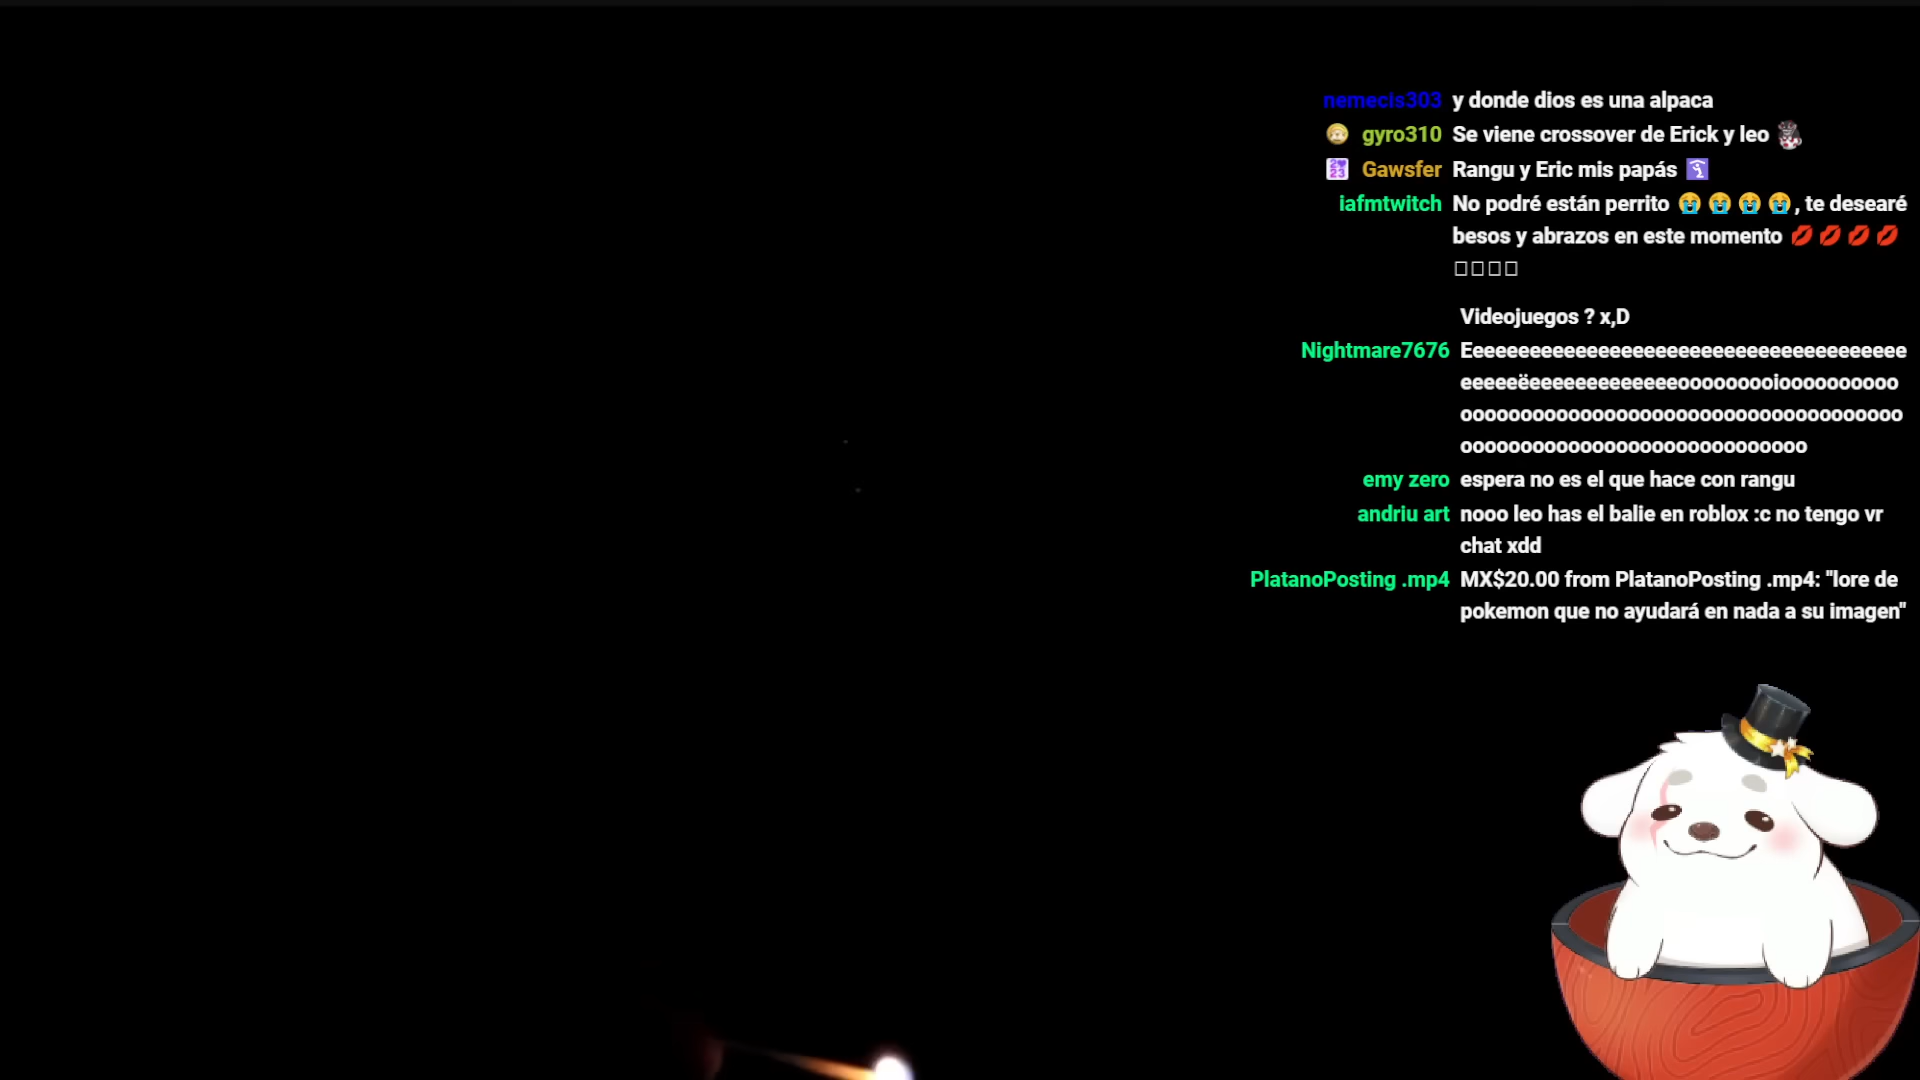 nemecis303 y donde dios es una alpaca
gyro310 Se viene crossover de Erick y leo
Gawsfer Rangu y Eric mis papás
iafmtwitch No podré están perrito 😭😭😭😭, te desearé
besos y abrazos en este momento 💋💋💋💋
Videojuegos ? x,D
Nightmare7676 Eeeeeeeeeeeeeeeeeeeeeeeeeeeeeeeeeeeeee
eeeeeëeeeeeeeeeeeeeoooooooioooooooooo
ooooooooooooooooooooooooooooooooooooo
ooooooooooooooooooooooooooooo
emy zero espera no es el que hace con rangu
andriu art nooo leo has el balie en roblox :c no tengo vr
chat xdd
PlatanoPosting .mp4 MX$20.00 from PlatanoPosting .mp4: "lore de
pokemon que no ayudará en nada a su imagen"